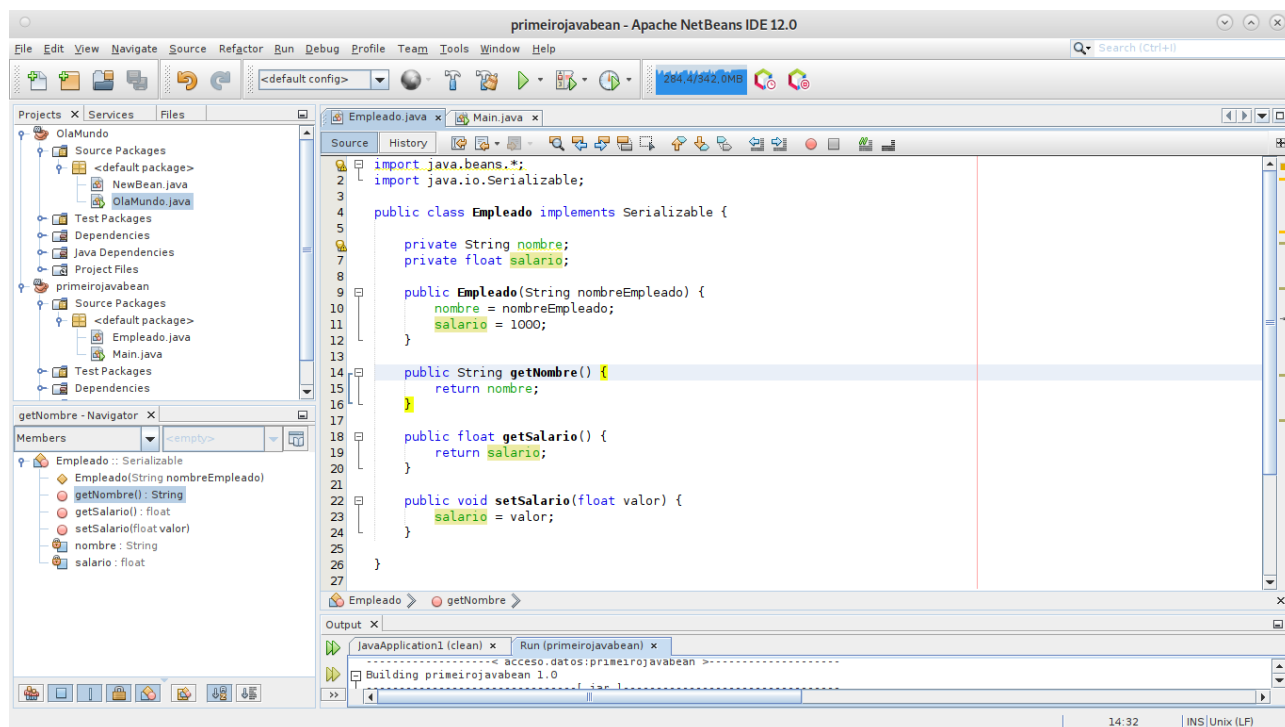 primeirojavabean - Apache NetBeans IDE 12.0
File Edit View Navigate Source Refactor Run Debug Profile Team Tools Window Help
Search (Ctrl+I)
<default config>
284,4/342,0MB
Projects Services Files
OlaMundo
Source Packages
<default package>
NewBean.java
OlaMundo.java
Test Packages
Dependencies
Java Dependencies
Project Files
primeirojavabean
Source Packages
<default package>
Empleado.java
Main.java
Test Packages
Dependencies
getNombre - Navigator
Members <empty>
Empleado :: Serializable
Empleado(String nombreEmpleado)
getNombre() : String
getSalario() : float
setSalario(float valor)
nombre : String
salario : float
Empleado.java Main.java
Source History
import java.beans.*;
2 import java.io.Serializable;
3
4 public class Empleado implements Serializable {
5
private String nombre;
7 private float salario;
8
9 public Empleado(String nombreEmpleado) {
10 nombre = nombreEmpleado;
11 salario = 1000;
12 }
13
14 public String getNombre() {
15 return nombre;
16 }
17
18 public float getSalario() {
19 return salario;
20 }
21
22 public void setSalario(float valor) {
23 salario = valor;
24 }
25
26 }
27
Empleado getNombre
Output
JavaApplication1 (clean) Run (primeirojavabean)
-------------------< acceso.datos:primeirojavabean >--------------------
Building primeirojavabean 1.0
--------------------------------[ jar ]---------------------------------
14:32 INS Unix (LF)